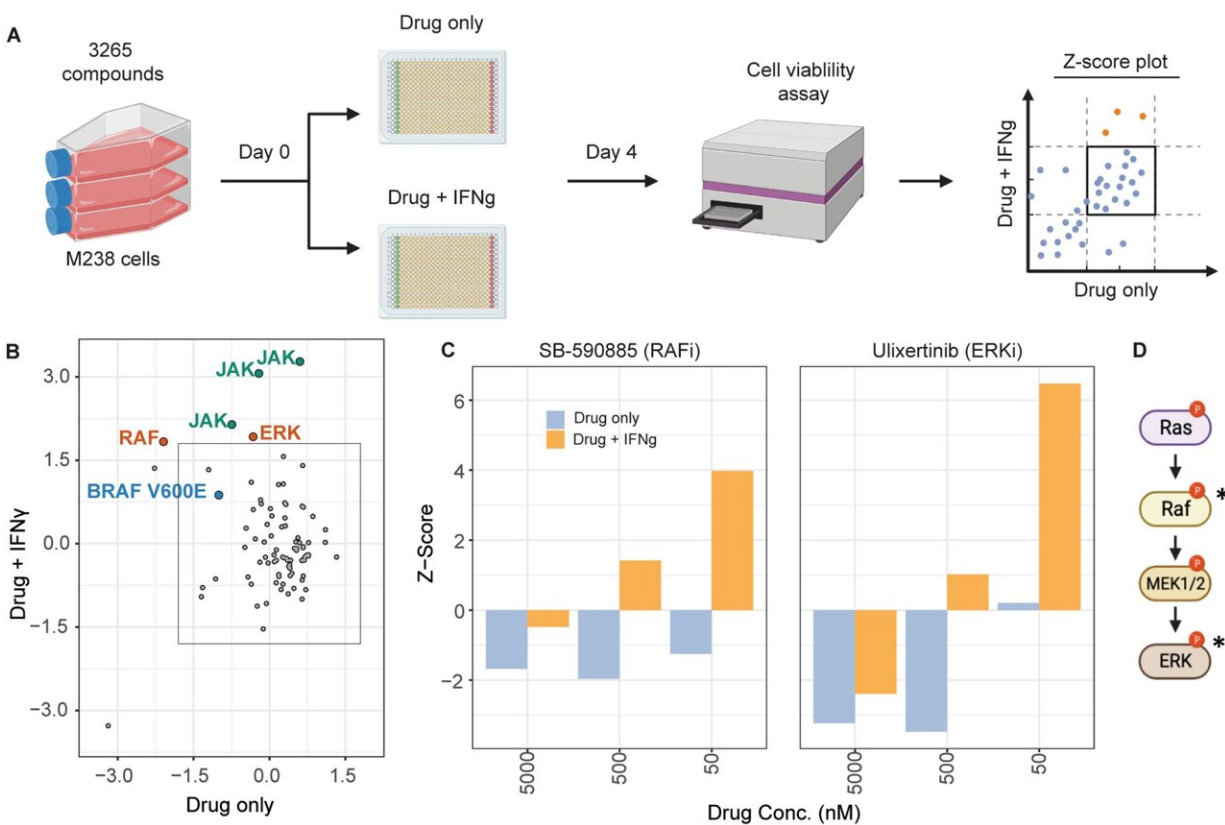 A
3265
compounds
M238 cells
Day 0
Drug only
Drug + IFNg
Day 4
Cell viablility
assay
Z-score plot
Drug + IFNg
Drug only
B
Drug + IFNγ
3.0
1.5
0.0
−1.5
−3.0
JAK
JAK
JAK
RAF
ERK
BRAF V600E
−3.0
−1.5
0.0
1.5
Drug only
C
SB-590885 (RAFi)
Ulixertinib (ERKi)
Z−Score
6
4
2
0
−2
Drug only
Drug + IFNg
5000
500
50
5000
500
50
Drug Conc. (nM)
D
P
Ras
P
Raf
*
P
MEK1/2
P
ERK
*